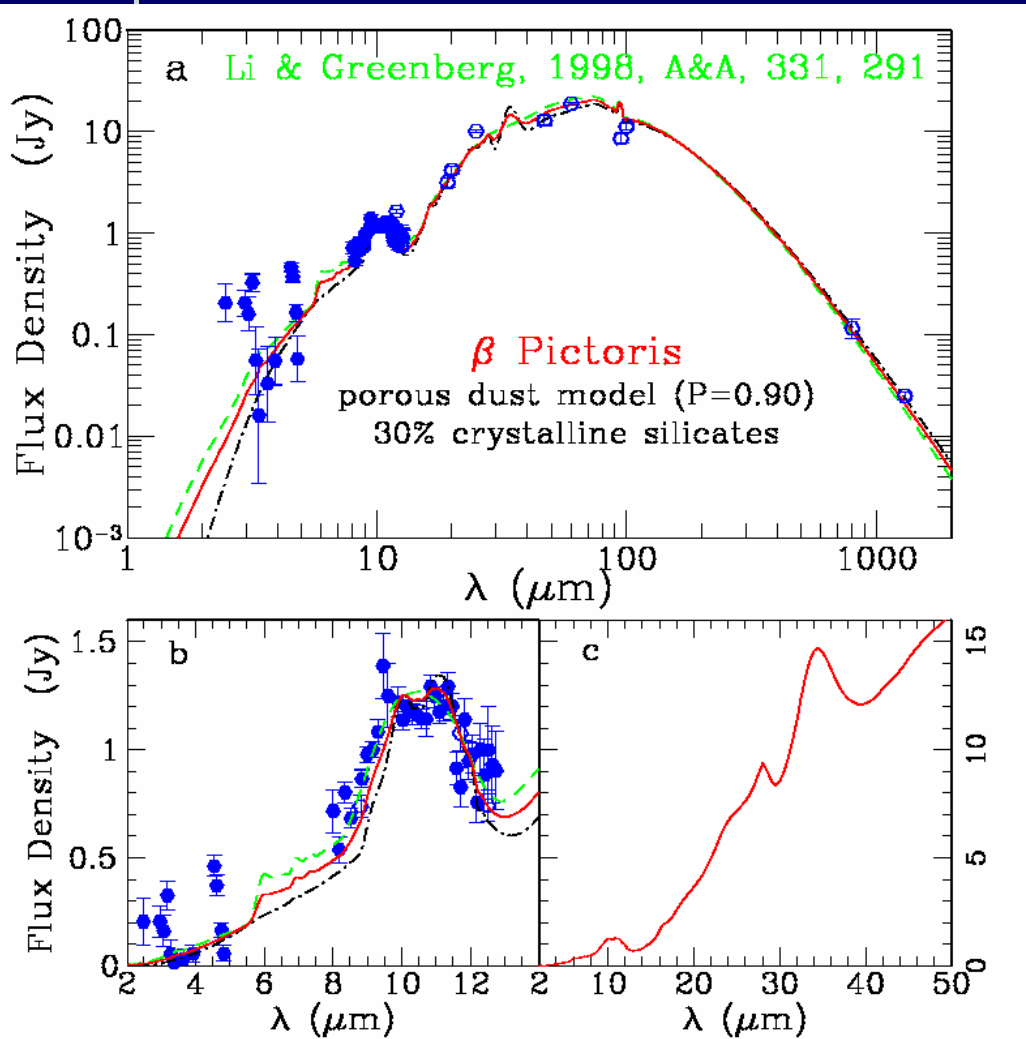 a Li & Greenberg, 1998, A&A, 331, 291
100
10
1
0.1
0.01
10⁻³
Flux Density (Jy)
β Pictoris
porous dust model (P=0.90)
30% crystalline silicates
1 10 100 1000
λ (μm)
b
1.5
1
0.5
0
Flux Density (Jy)
2 4 6 8 10 12
λ (μm)
c
15
10
5
0
2 10 20 30 40 50
λ (μm)